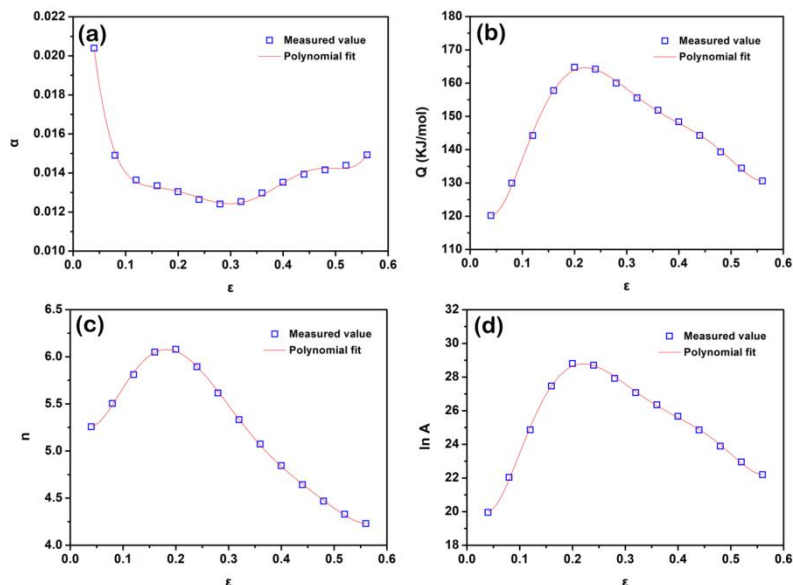 (a)
Measured value
Polynomial fit
0.022
0.020
0.018
0.016
0.014
0.012
0.010
α
0.0 0.1 0.2 0.3 0.4 0.5 0.6
ε
(b)
Measured value
Polynomial fit
180
170
160
150
140
130
120
110
Q (KJ/mol)
0.0 0.1 0.2 0.3 0.4 0.5 0.6
ε
(c)
Measured value
Polynomial fit
6.5
6.0
5.5
5.0
4.5
4.0
n
0.0 0.1 0.2 0.3 0.4 0.5 0.6
ε
(d)
Measured value
Polynomial fit
32
30
28
26
24
22
20
18
ln A
0.0 0.1 0.2 0.3 0.4 0.5 0.6
ε